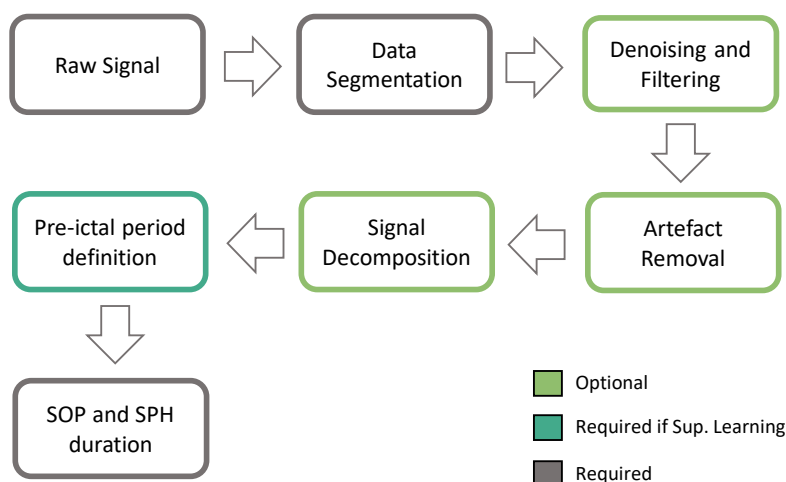 Raw Signal
Data
Segmentation
Denoising and
Filtering
Pre-ictal period
definition
Signal
Decomposition
Artefact
Removal
SOP and SPH
duration
Optional
Required if Sup. Learning
Required